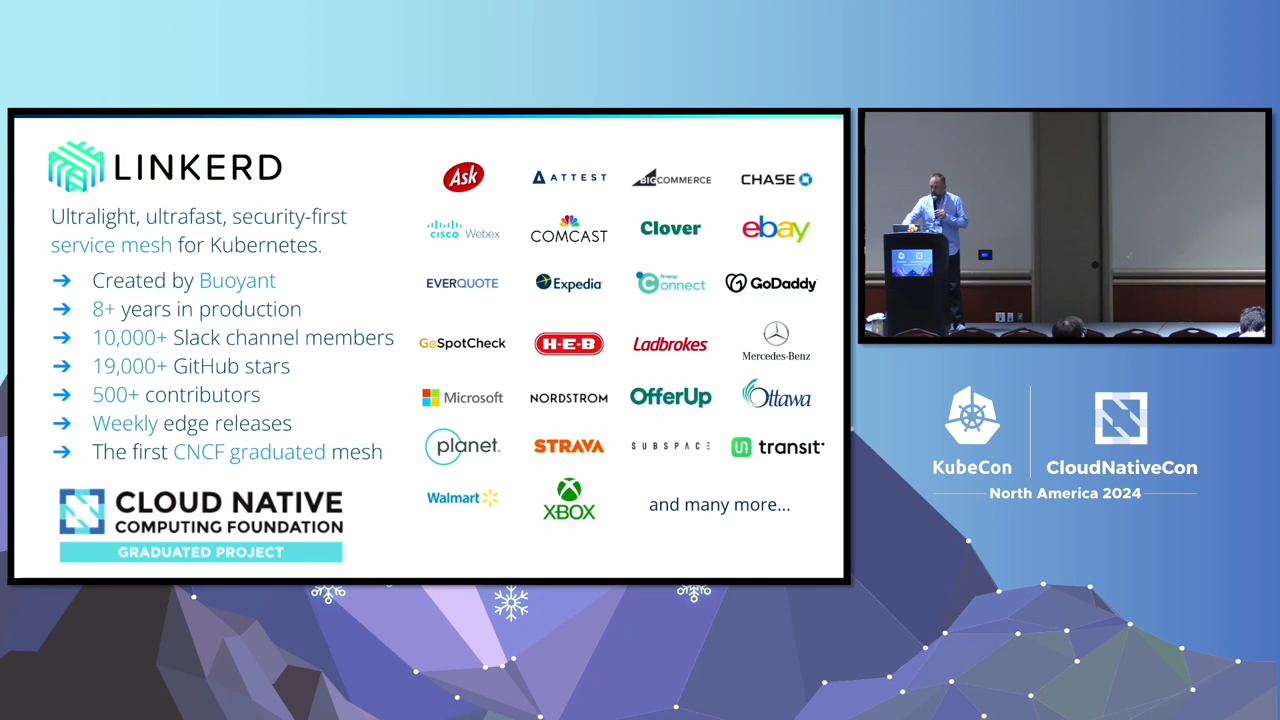 LINKERD
Ultralight, ultrafast, security-first
service mesh for Kubernetes.
➔ Created by Buoyant
➔ 8+ years in production
➔ 10,000+ Slack channel members
➔ 19,000+ GitHub stars
➔ 500+ contributors
➔ Weekly edge releases
➔ The first CNCF graduated mesh
CLOUD NATIVE
COMPUTING FOUNDATION
GRADUATED PROJECT
Ask ATTEST BIGCOMMERCE CHASE
CISCO Webex COMCAST Clover ebay
EVERQUOTE Expedia Connect GoDaddy
GoSpotCheck H-E-B Ladbrokes Mercedes-Benz
Microsoft NORDSTROM OfferUp Ottawa
planet. STRAVA SUBSPACE transit
Walmart XBOX and many more...
KubeCon CloudNativeCon
North America 2024